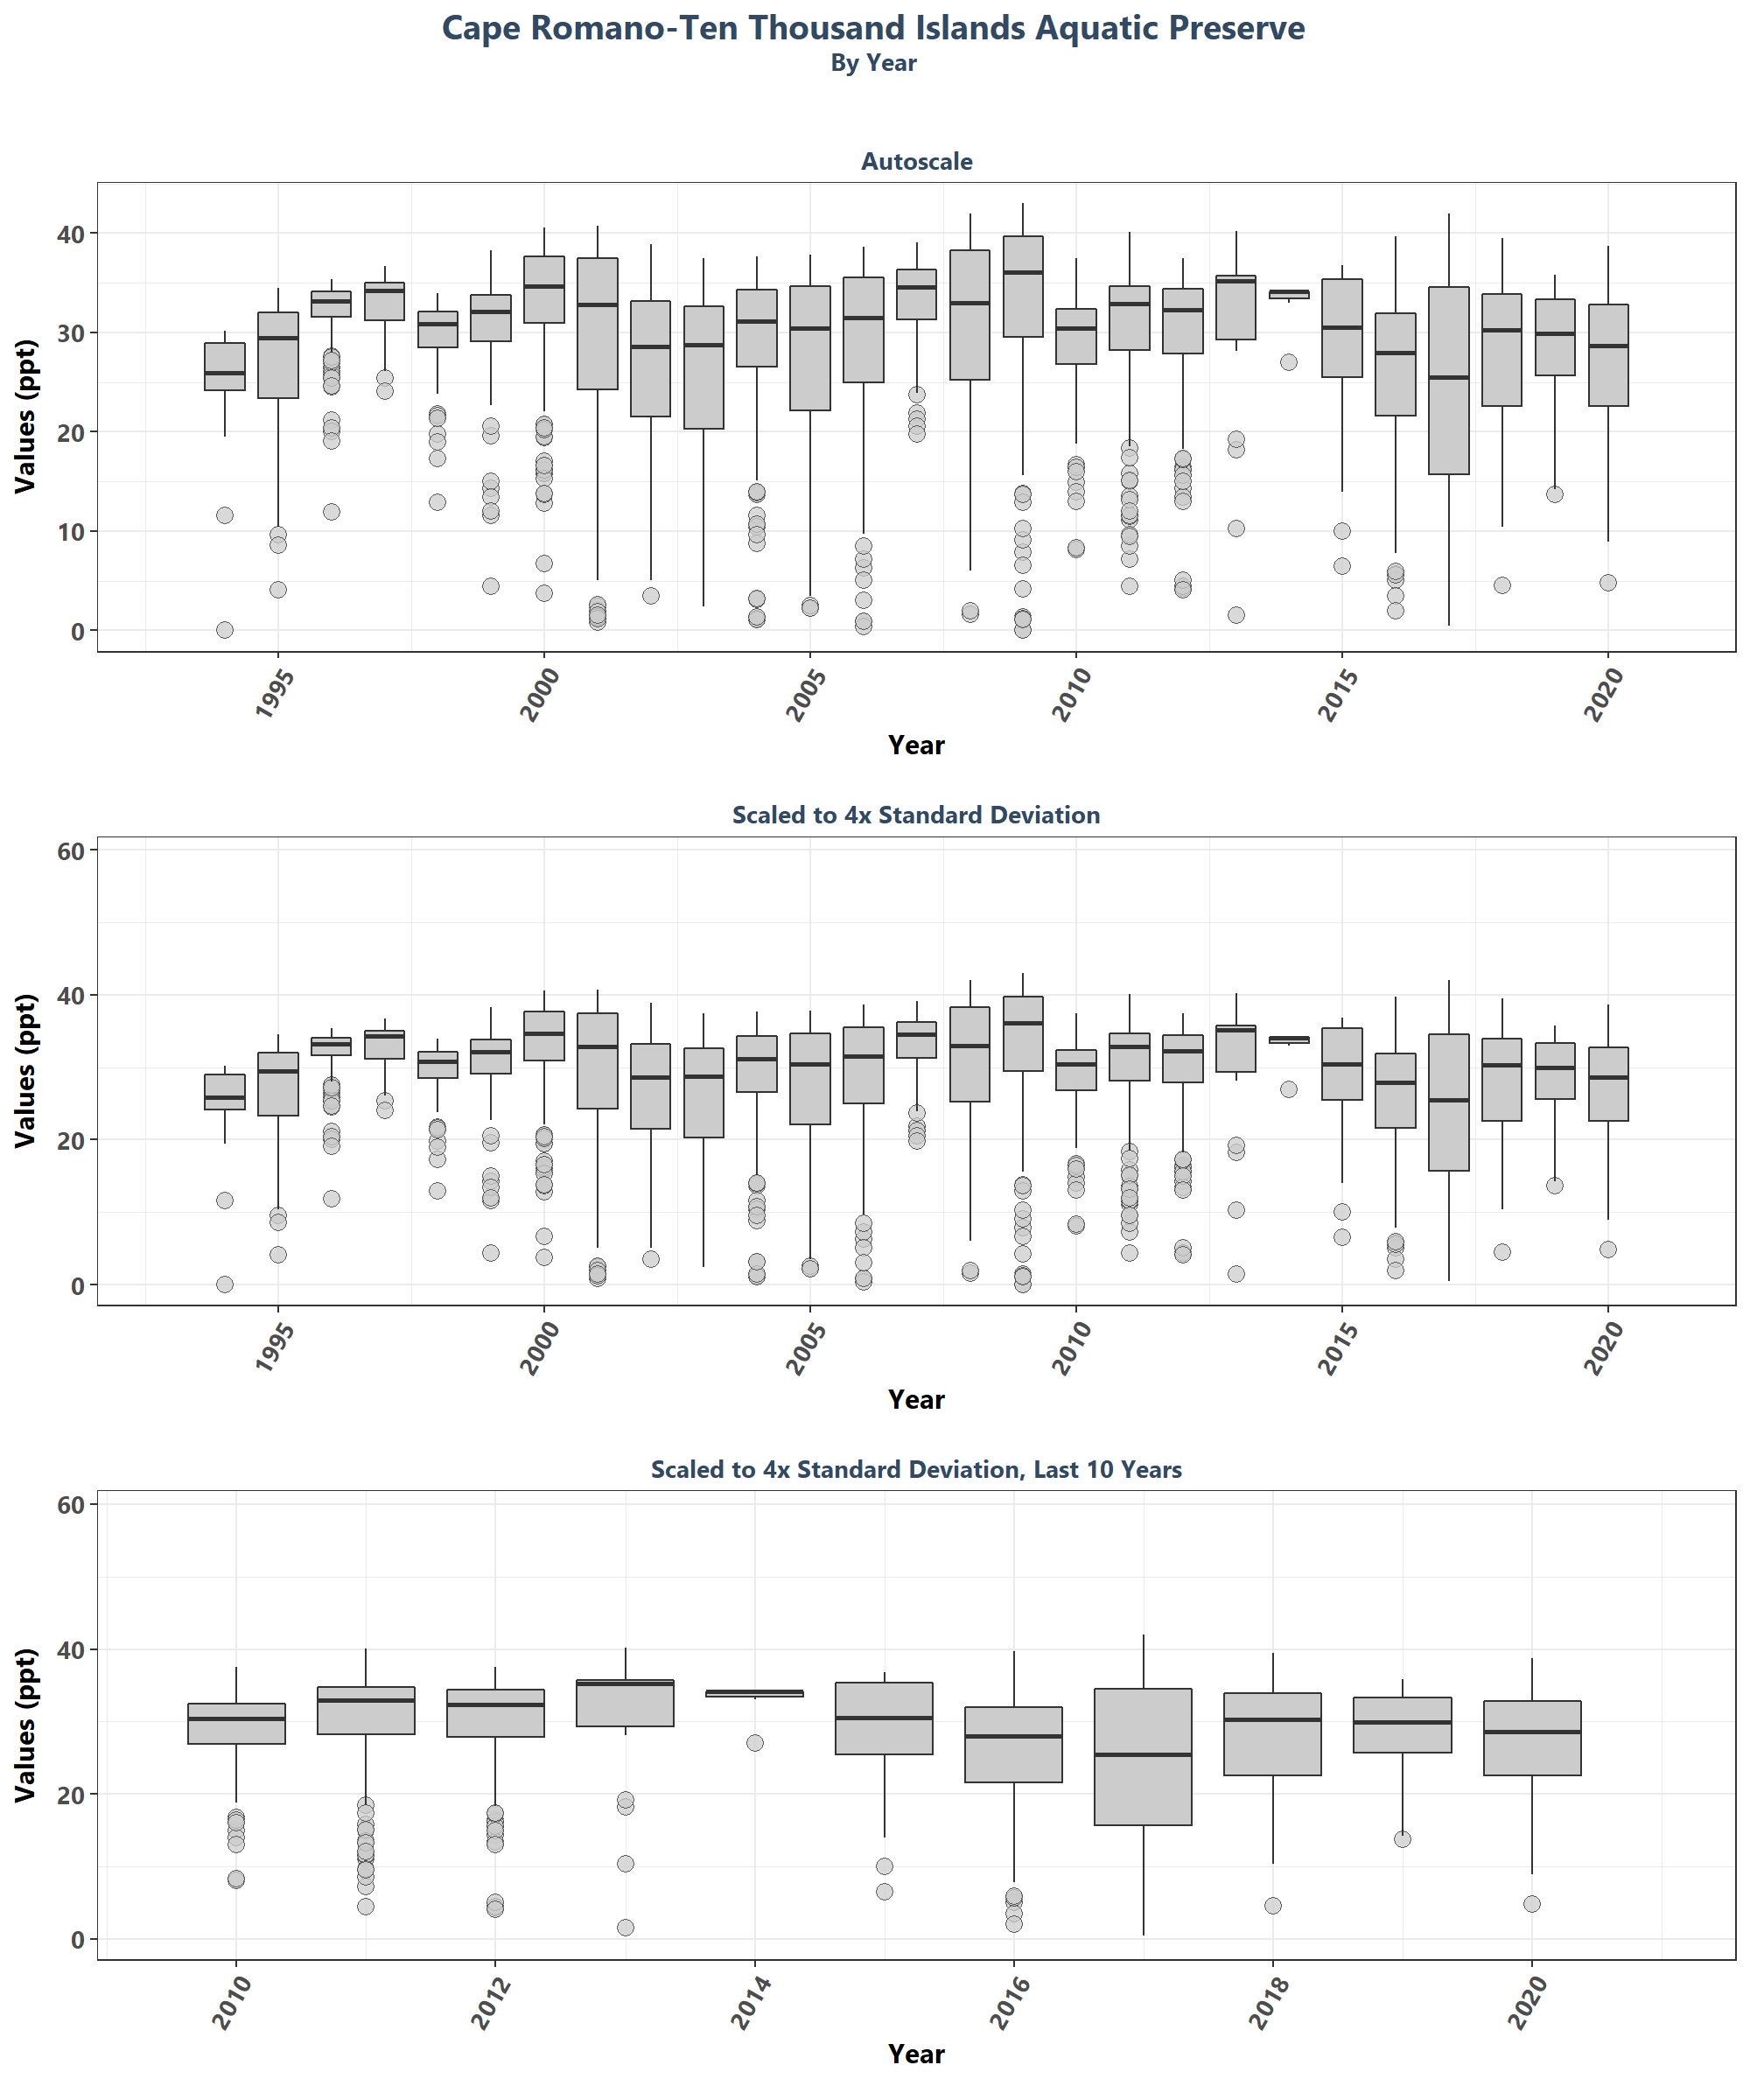 Cape Romano-Ten Thousand Islands Aquatic Preserve
By Year
Autoscale
Values (ppt)
40
30
20
10
0
1995 2000 2005 2010 2015 2020
Year
Scaled to 4x Standard Deviation
Values (ppt)
60
40
20
0
1995 2000 2005 2010 2015 2020
Year
Scaled to 4x Standard Deviation, Last 10 Years
Values (ppt)
60
40
20
0
2010 2012 2014 2016 2018 2020
Year